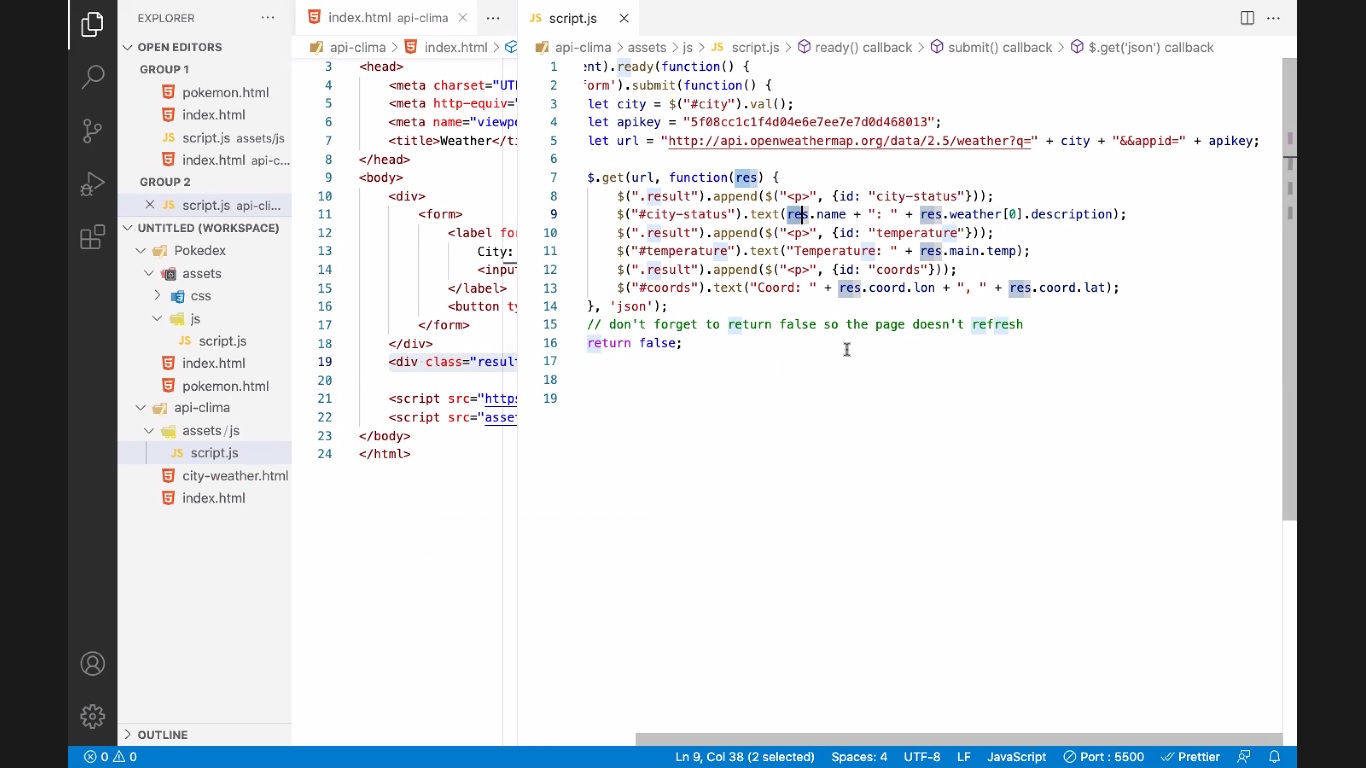 EXPLORER
OPEN EDITORS
GROUP 1
pokemon.html
index.html
script.js assets/js
index.html api-c...
GROUP 2
script.js api-cli...
UNTITLED (WORKSPACE)
Pokedex
assets
css
js
script.js
index.html
pokemon.html
api-clima
assets/js
script.js
city-weather.html
index.html
OUTLINE
index.html api-clima
api-clima > index.html >
3 <head>
4 <meta charset="UT
5 <meta http-equiv="
6 <meta name="viewpo
7 <title>Weather</ti
8 </head>
9 <body>
10 <div>
11 <form>
12 <label for
13 City:
14 <input
15 </label>
16 <button ty
17 </form>
18 </div>
19 <div class="result
20
21 <script src="https
22 <script src="asset
23 </body>
24 </html>
JS script.js
api-clima > assets > js > JS script.js > ready() callback > submit() callback > $.get('json') callback
1 ent).ready(function() {
2 form').submit(function() {
3 let city = $("#city").val();
4 let apikey = "5f08cc1c1f4d04e6e7ee7e7d0d468013";
5 let url = "http://api.openweathermap.org/data/2.5/weather?q=" + city + "&&appid=" + apikey;
6
7 $.get(url, function(res) {
8 $(".result").append($("<p>", {id: "city-status"}));
9 $("#city-status").text(res.name + ": " + res.weather[0].description);
10 $(".result").append($("<p>", {id: "temperature"}));
11 $("#temperature").text("Temperature: " + res.main.temp);
12 $(".result").append($("<p>", {id: "coords"}));
13 $("#coords").text("Coord: " + res.coord.lon + ", " + res.coord.lat);
14 }, 'json');
15 // don't forget to return false so the page doesn't refresh
16 return false;
17
18
19
0 0 Ln 9, Col 38 (2 selected) Spaces: 4 UTF-8 LF JavaScript Port : 5500 Prettier